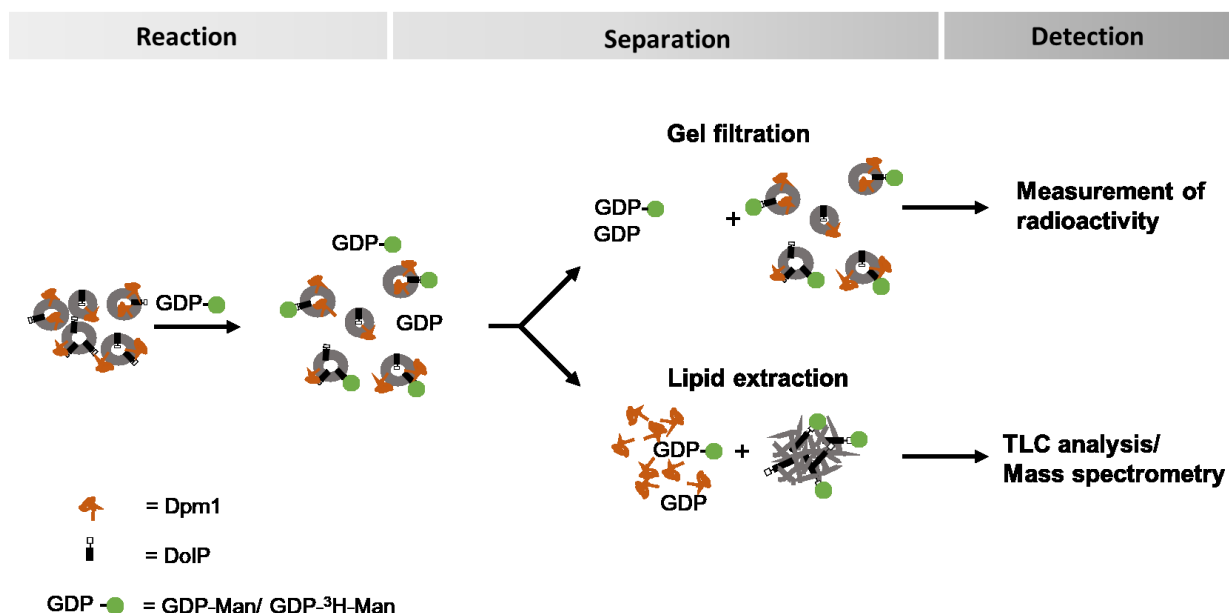 Reaction
Separation
Detection
Gel filtration
GDP-
GDP
+
Measurement of
radioactivity
GDP-
GDP-
GDP
Lipid extraction
GDP-
GDP
+
TLC analysis/
Mass spectrometry
= Dpm1
= DolP
GDP - = GDP-Man/ GDP-³H-Man